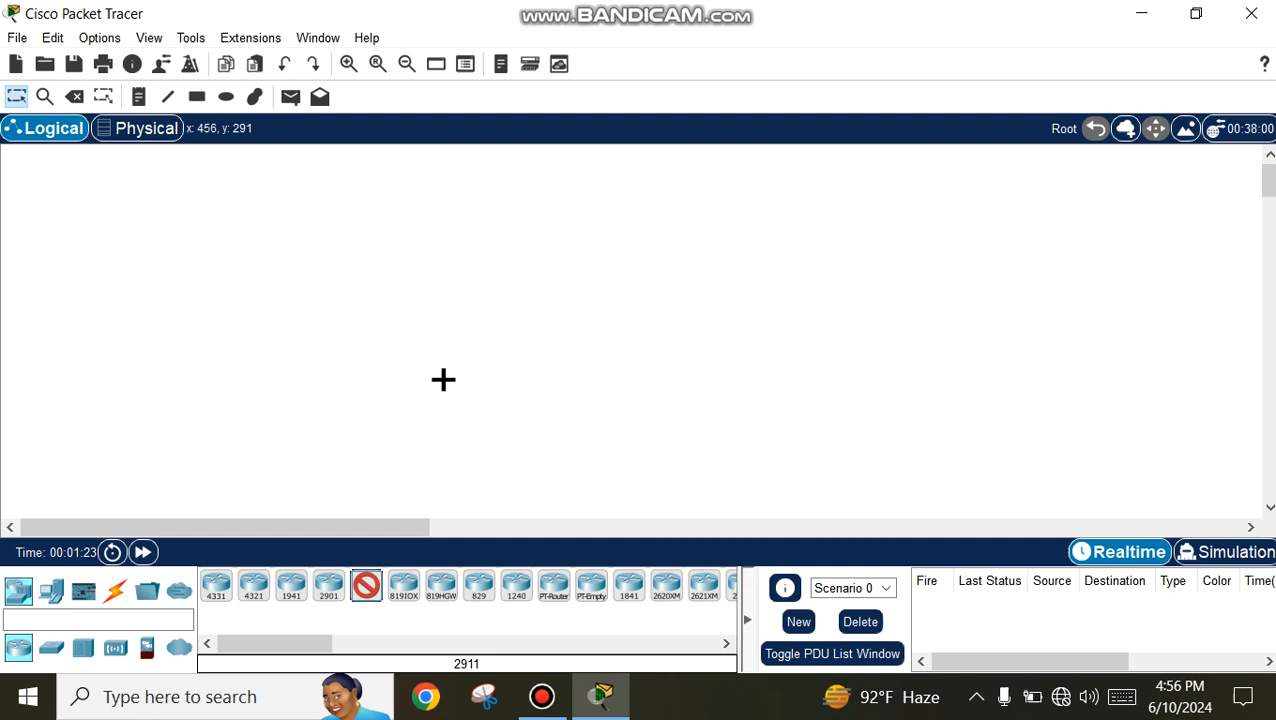 Cisco Packet Tracer
www.BANDICAM.com
File Edit Options View Tools Extensions Window Help
?
Logical Physical x: 456, y: 291 Root 00:38:00
Time: 00:01:23 Realtime Simulation
4331 4321 1941 2901 819IOX 819HGW 829 1240 PT-Router PT-Empty 1841 2620XM 2621XM
2911
Scenario 0
New Delete
Toggle PDU List Window
Fire Last Status Source Destination Type Color Time(
Type here to search
92°F Haze
4:56 PM
6/10/2024